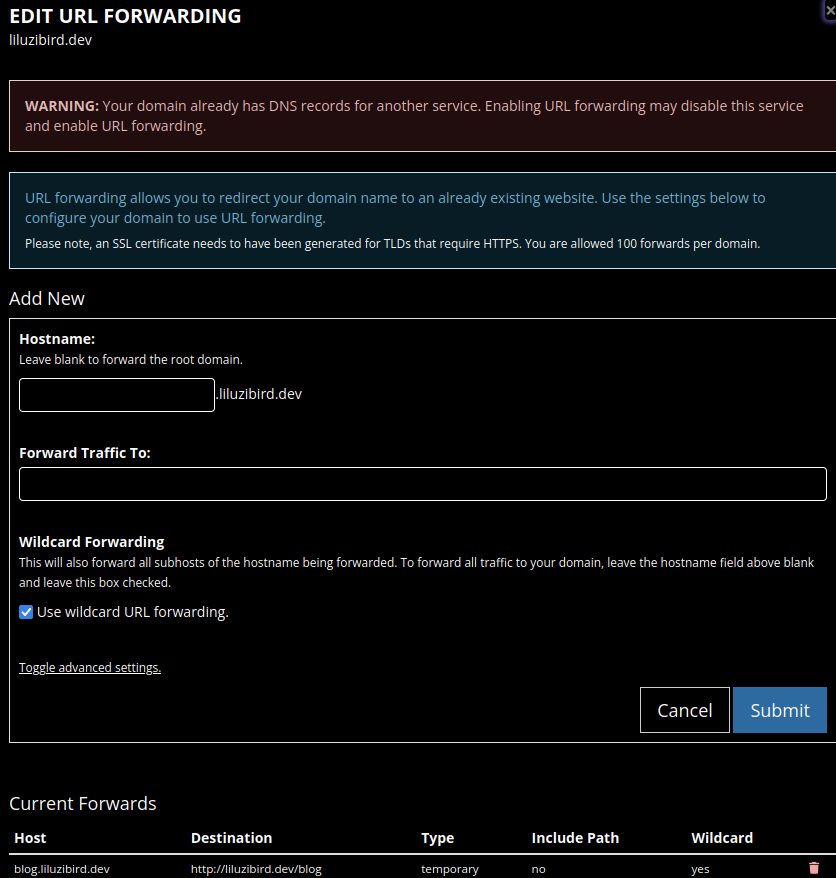 EDIT URL FORWARDING
liluzibird.dev
WARNING: Your domain already has DNS records for another service. Enabling URL forwarding may disable this service
and enable URL forwarding.
URL forwarding allows you to redirect your domain name to an already existing website. Use the settings below to
configure your domain to use URL forwarding.
Please note, an SSL certificate needs to have been generated for TLDs that require HTTPS. You are allowed 100 forwards per domain.
Add New
Hostname:
Leave blank to forward the root domain.
.liluzibird.dev
Forward Traffic To:
Wildcard Forwarding
This will also forward all subhosts of the hostname being forwarded. To forward all traffic to your domain, leave the hostname field above blank
and leave this box checked.
Use wildcard URL forwarding.
Toggle advanced settings.
Cancel Submit
Current Forwards
Host Destination Type Include Path Wildcard
blog.liluzibird.dev http://liluzibird.dev/blog temporary no yes